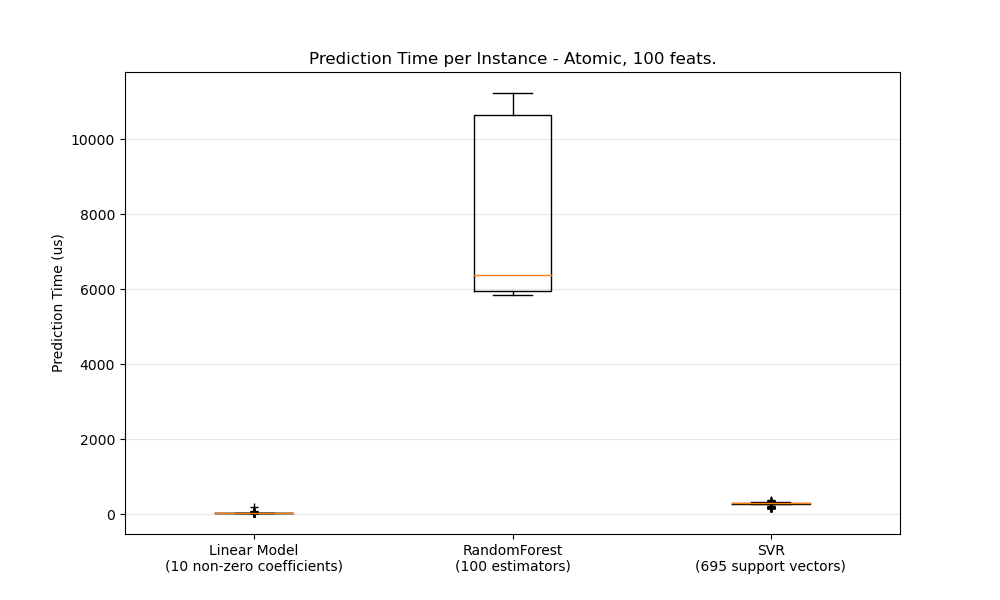 Prediction Time per Instance - Atomic, 100 feats.
Prediction Time (us)
10000
8000
6000
4000
2000
0
Linear Model
(10 non-zero coefficients)
RandomForest
(100 estimators)
SVR
(695 support vectors)